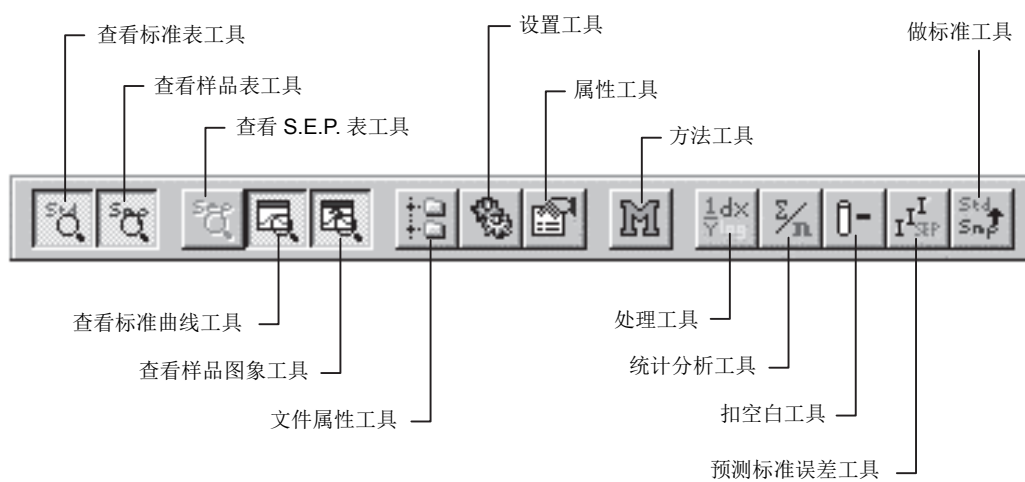 查看标准表工具
查看样品表工具
查看 S.E.P. 表工具
设置工具
属性工具
方法工具
做标准工具
Std
Smp
Sep
M
1 dx
Y
Σ/n
SEP
Std
Smp
查看标准曲线工具
查看样品图象工具
文件属性工具
处理工具
统计分析工具
扣空白工具
预测标准误差工具